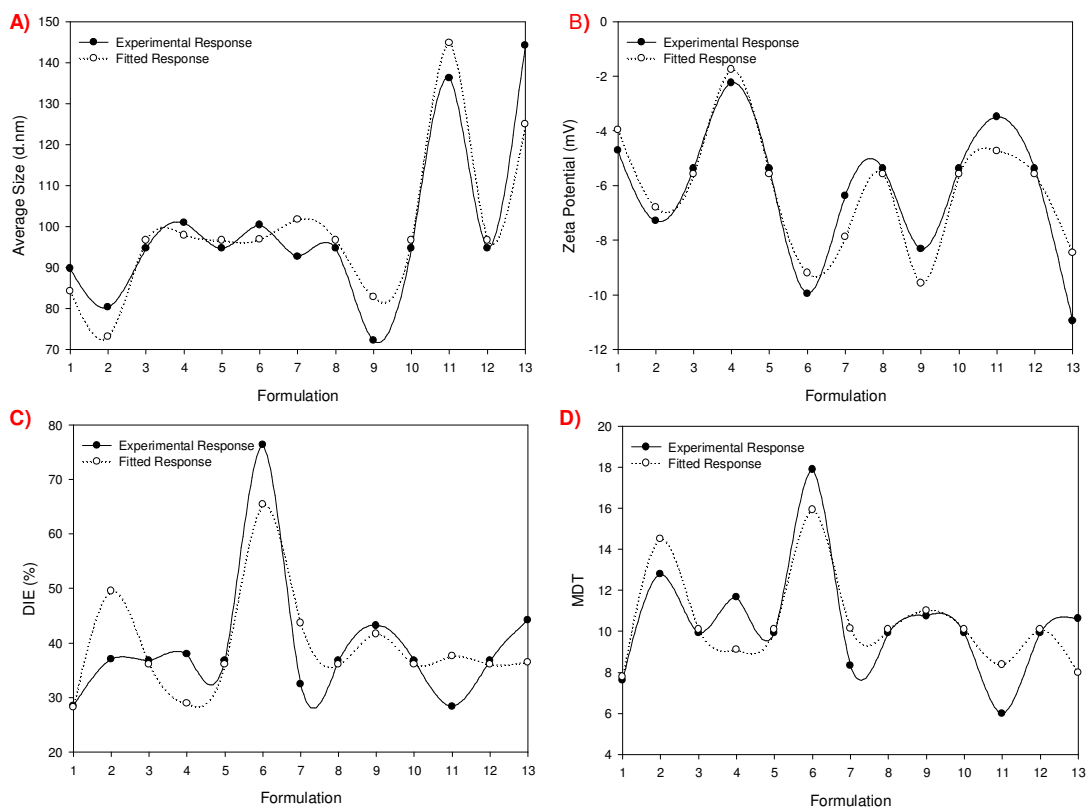 A)
150
140
130
120
110
100
90
80
70
Average Size (d.nm)
Experimental Response
Fitted Response
1 2 3 4 5 6 7 8 9 10 11 12 13
Formulation
B)
0
-2
-4
-6
-8
-10
-12
Zeta Potential (mV)
Experimental Response
Fitted Response
1 2 3 4 5 6 7 8 9 10 11 12 13
Formulation
C)
80
70
60
50
40
30
20
DIE (%)
Experimental Response
Fitted Response
1 2 3 4 5 6 7 8 9 10 11 12 13
Formulation
D)
20
18
16
14
12
10
8
6
4
MDT
Experimental Response
Fitted Response
1 2 3 4 5 6 7 8 9 10 11 12 13
Formulation